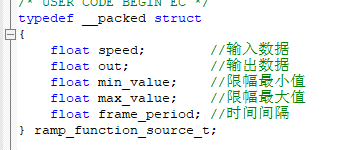 /* USER CODE BEGIN EC */
typedef __packed struct
{
float speed; //输入数据
float out; //输出数据
float min_value; //限幅最小值
float max_value; //限幅最大值
float frame_period; //时间间隔
} ramp_function_source_t;